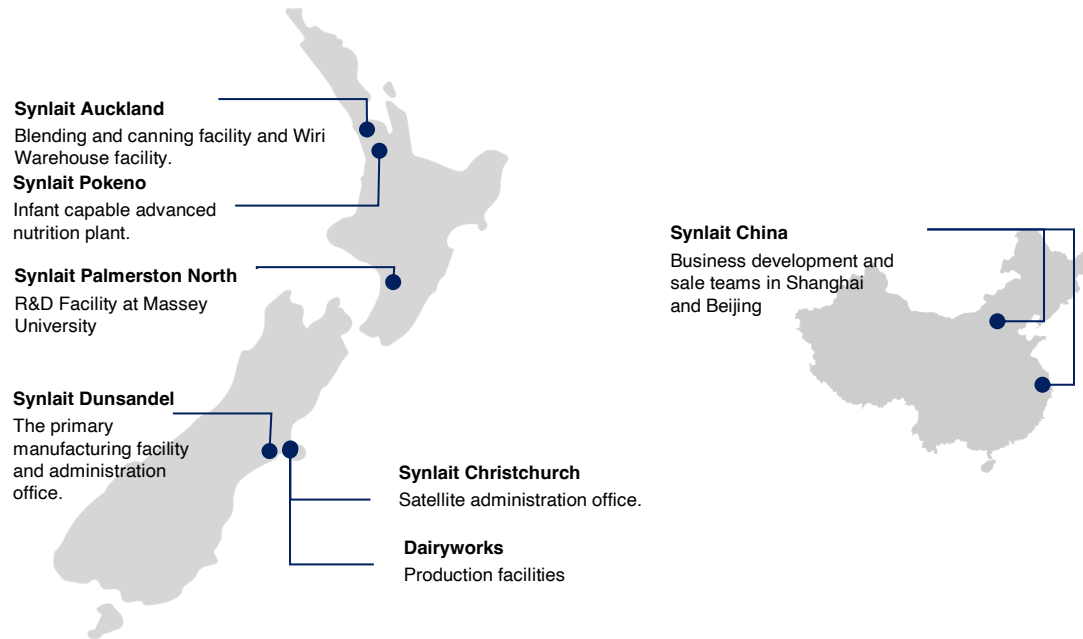 Synlait Auckland
Blending and canning facility and Wiri
Warehouse facility.
Synlait Pokeno
Infant capable advanced
nutrition plant.
Synlait Palmerston North
R&D Facility at Massey
University
Synlait Dunsandel
The primary
manufacturing facility
and administration
office.
Synlait Christchurch
Satellite administration office.
Dairyworks
Production facilities
Synlait China
Business development and
sale teams in Shanghai
and Beijing